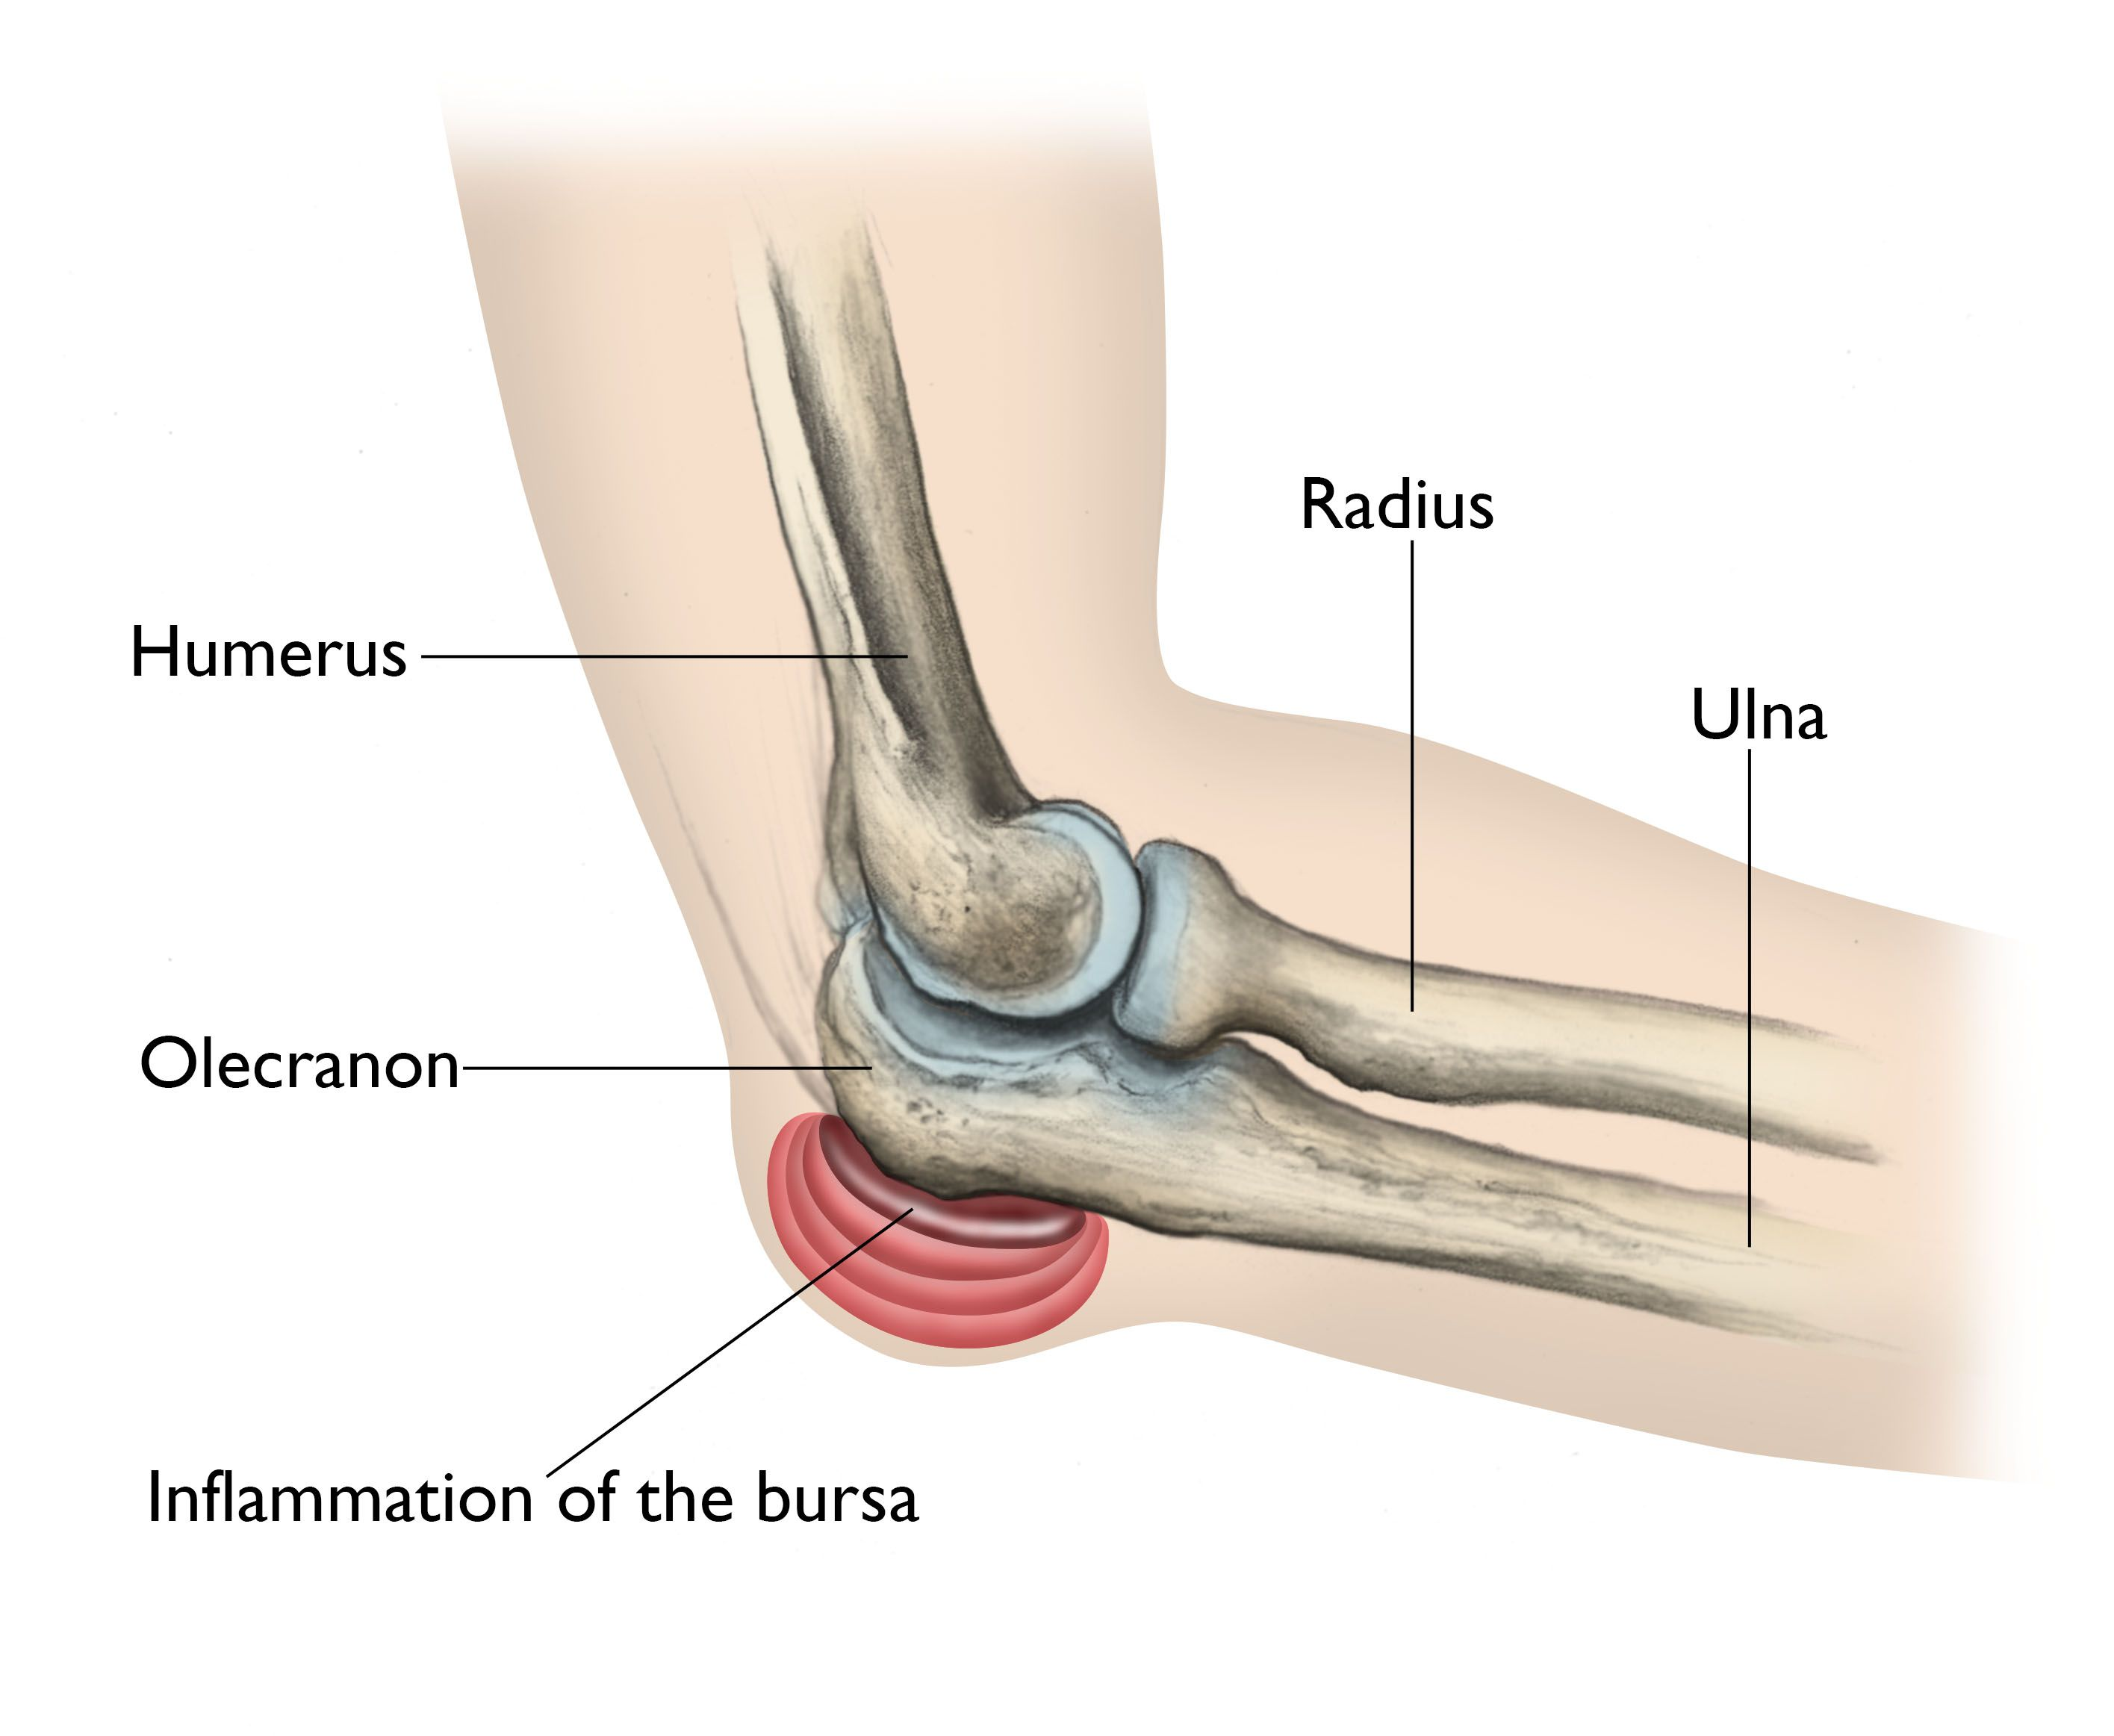 Radius
Humerus
Ulna
Olecranon
Inflammation of the bursa